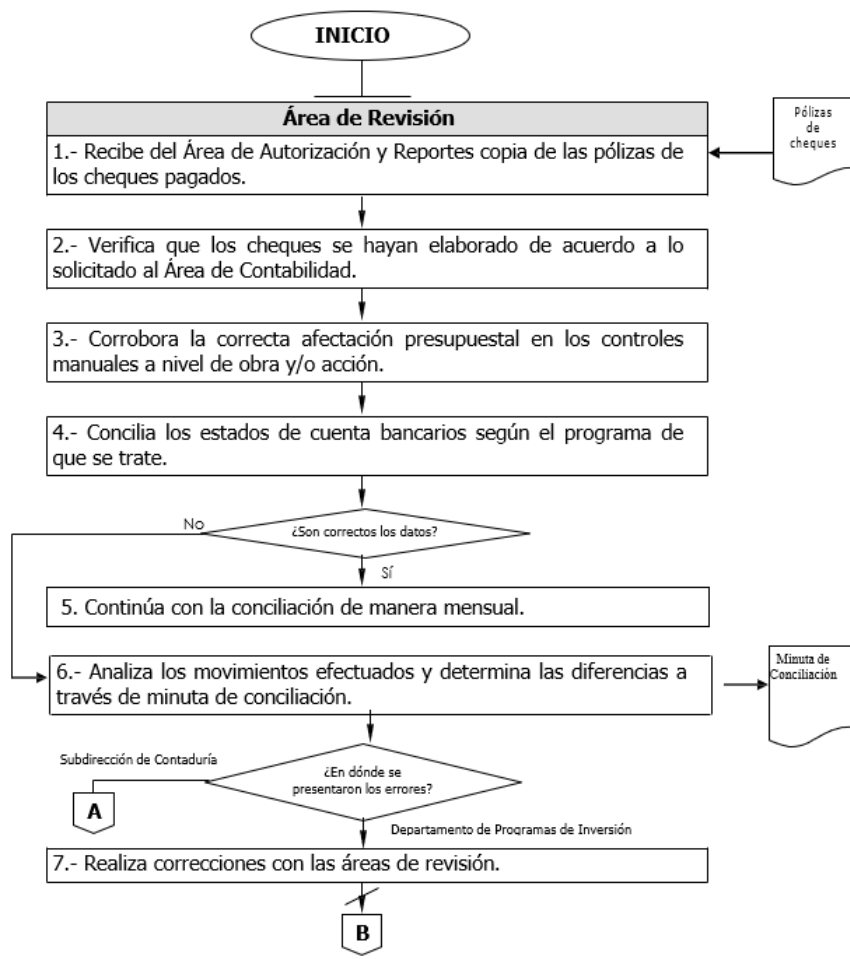 INICIO
Área de Revisión
1.- Recibe del Área de Autorización y Reportes copia de las pólizas de
los cheques pagados.
Pólizas
de
cheques
2.- Verifica que los cheques se hayan elaborado de acuerdo a lo
solicitado al Área de Contabilidad.
3.- Corrobora la correcta afectación presupuestal en los controles
manuales a nivel de obra y/o acción.
4.- Concilia los estados de cuenta bancarios según el programa de
que se trate.
No
¿Son correctos los datos?
Sí
5. Continúa con la conciliación de manera mensual.
6.- Analiza los movimientos efectuados y determina las diferencias a
través de minuta de conciliación.
Minuta de
Conciliación
Subdirección de Contaduría
¿En dónde se
presentaron los errores?
A
Departamento de Programas de Inversión
7.- Realiza correcciones con las áreas de revisión.
B